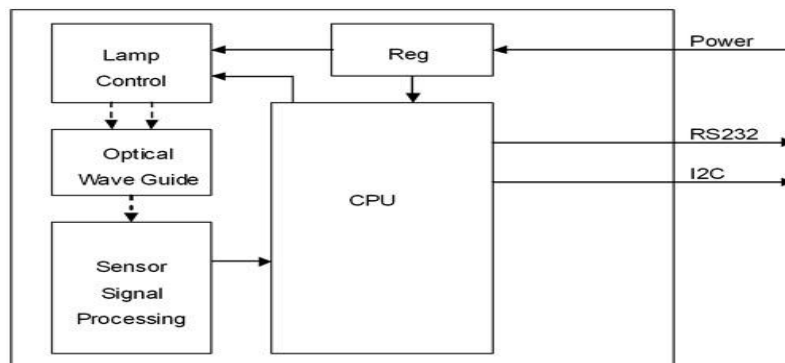 Lamp
Control
Reg
Power
Optical
Wave Guide
CPU
RS232
I2C
Sensor
Signal
Processing